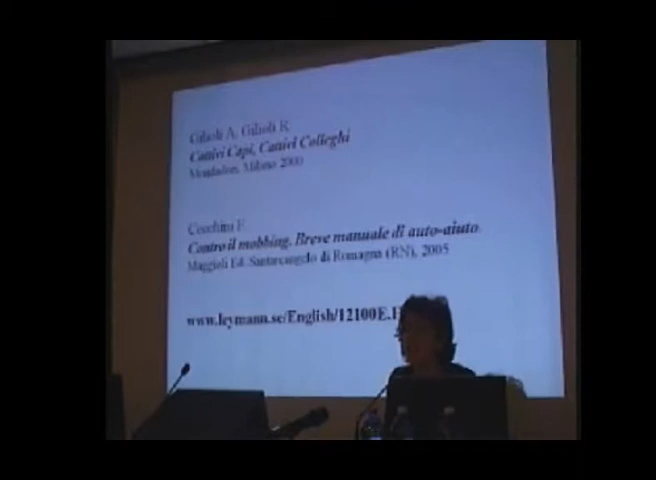 Gilioli A. Gilioli R.
Cattivi Capi, Cattivi Colleghi
Mondadori, Milano 2000
Cecchini F.
Contro il mobbing. Breve manuale di auto-aiuto
Maggioli Ed. Santarcangelo di Romagna (RN), 2005
www.leymann.se/English/12100E.H